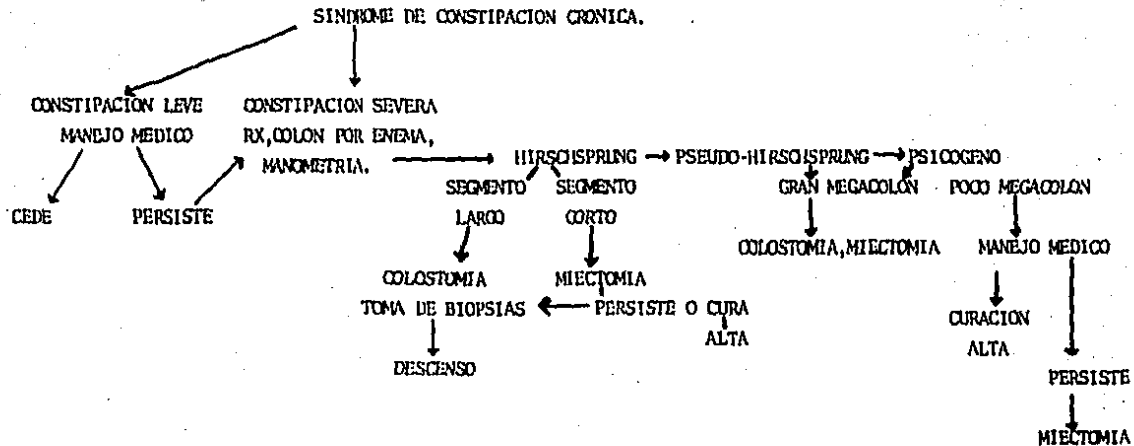 SINDROME DE CONSTIPACION CRONICA.
CONSTIPACION LEVE CONSTIPACION SEVERA
MANEJO MEDICO RX,COLON POR ENEMA,
MANOMETRIA. HIRSCHSPRUNG PSEUDO-HIRSCHSPRUNG PSICOGENO
SEGMENTO SEGMENTO GRAN MEGACOLON POCO MEGACOLON
CEDE PERSISTE LARGO CORTO
COLOSTOMIA,MIECTOMIA MANEJO MEDICO
COLOSTOMIA MIECTOMIA
TOMA DE BIOPSIAS PERSISTE O CURA
CURACION
ALTA
ALTA
DESCENSO
PERSISTE
MIECTOMIA